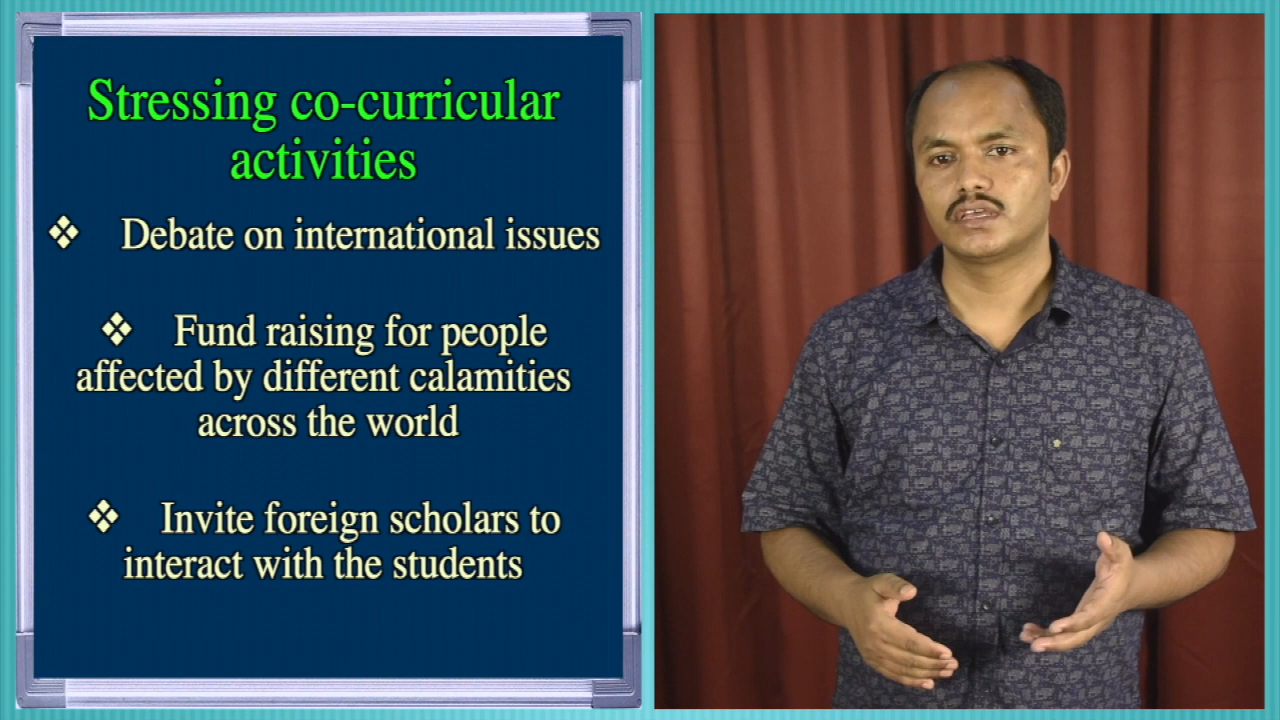 Stressing co-curricular
activities
❖ Debate on international issues
❖ Fund raising for people
affected by different calamities
across the world
❖ Invite foreign scholars to
interact with the students